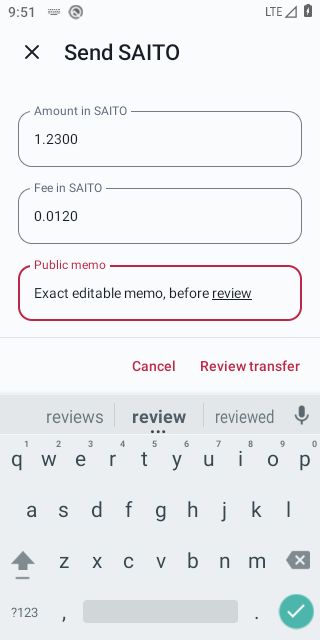 9:51
LTE
Send SAITO
Amount in SAITO
1.2300
Fee in SAITO
0.0120
Public memo
Exact editable memo, before review
Cancel Review transfer
reviews review reviewed
1 2 3 4 5 6 7 8 9 0
q w e r t y u i o p
a s d f g h j k l
z x c v b n m
?123 , .